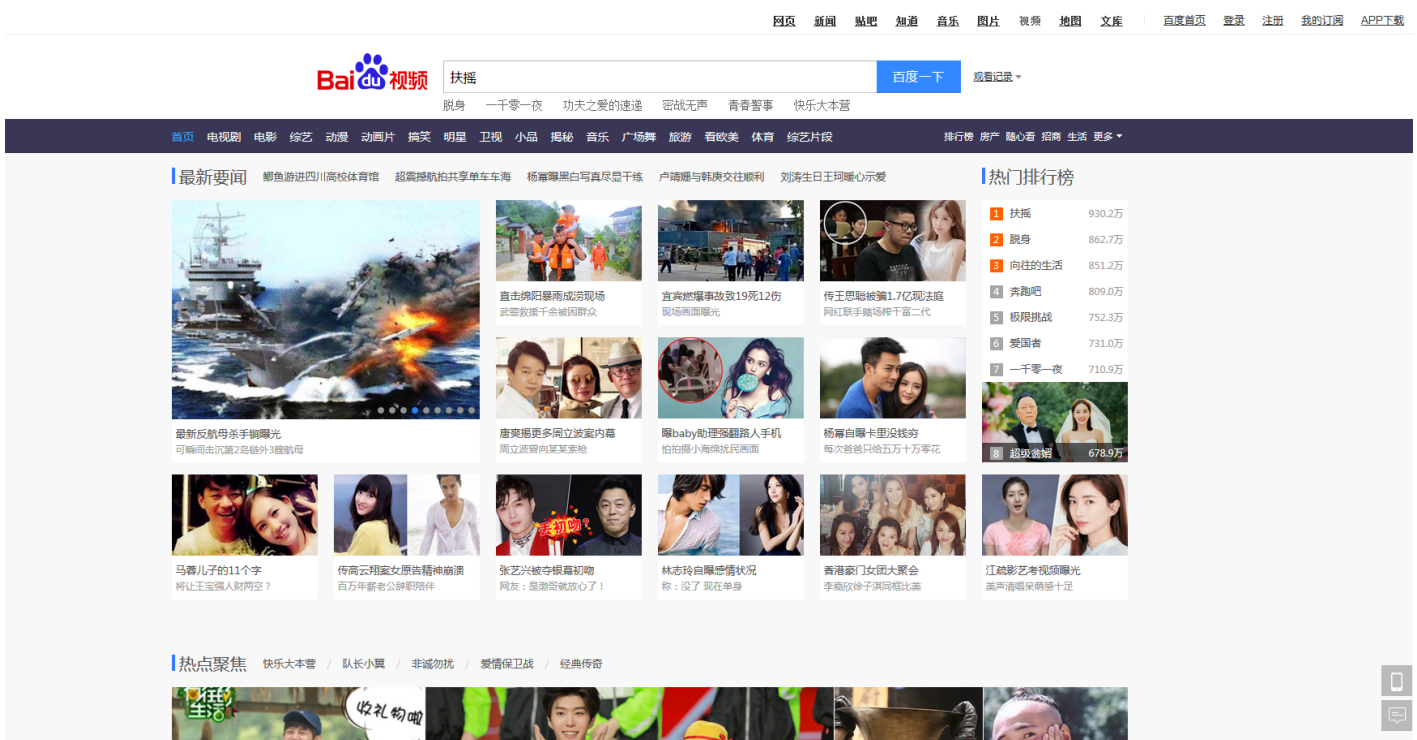 网页 新闻 贴吧 知道 音乐 图片 视频 地图 文库 百度首页 登录 注册 我的订阅 APP下载
Bai du 视频 扶摇 百度一下 观看记录
脱身 一千零一夜 功夫之爱的速递 密战无声 青春警事 快乐大本营
首页 电视剧 电影 综艺 动漫 动画片 搞笑 明星 卫视 小品 揭秘 音乐 广场舞 旅游 看欧美 体育 综艺片段 排行榜 房产 随心看 招商 生活 更多
最新要闻 鲫鱼游进四川高校体育馆 超震撼航拍共享单车车海 杨幂曝黑白写真尽显干练 卢靖姗与韩庚交往顺利 刘涛生日王珂暖心示爱
最新反航母杀手锏曝光
可瞬间击沉第2岛链外3艘航母
直击绵阳暴雨成涝现场
武警救援千余被困群众
宜宾燃爆事故致19死12伤
现场画面曝光
传王思聪被骗1.7亿现法庭
网红联手赌场榨干富二代
唐爽揭更多周立波案内幕
周立波曾向某某索枪
曝baby助理强翻路人手机
怕拍摄小海绵扰民画面
杨幂自曝卡里没钱穷
每次爸爸只给五万十万零花
马蓉儿子的11个字
将让王宝强人财两空？
传高云翔案女原告精神崩溃
百万年薪老公辞职陪伴
丢初吻?
张艺兴被夺银幕初吻
网友：是渤哥就放心了！
林志玲自曝感情状况
称：没了 现在单身
香港豪门女团大聚会
李嘉欣徐子淇同框比美
江疏影艺考视频曝光
美声清唱呆萌感十足
热门排行榜
1 扶摇 930.2万
2 脱身 862.7万
3 向往的生活 851.2万
4 奔跑吧 809.0万
5 极限挑战 752.3万
6 爱国者 731.0万
7 一千零一夜 710.9万
8 超级翁婿 678.9万
热点聚焦 快乐大本营 / 队长小翼 / 非诚勿扰 / 爱情保卫战 / 经典传奇
向往的生活
收礼物啦